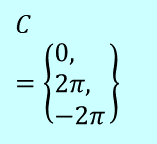 C
= {0,
2π,
−2π}